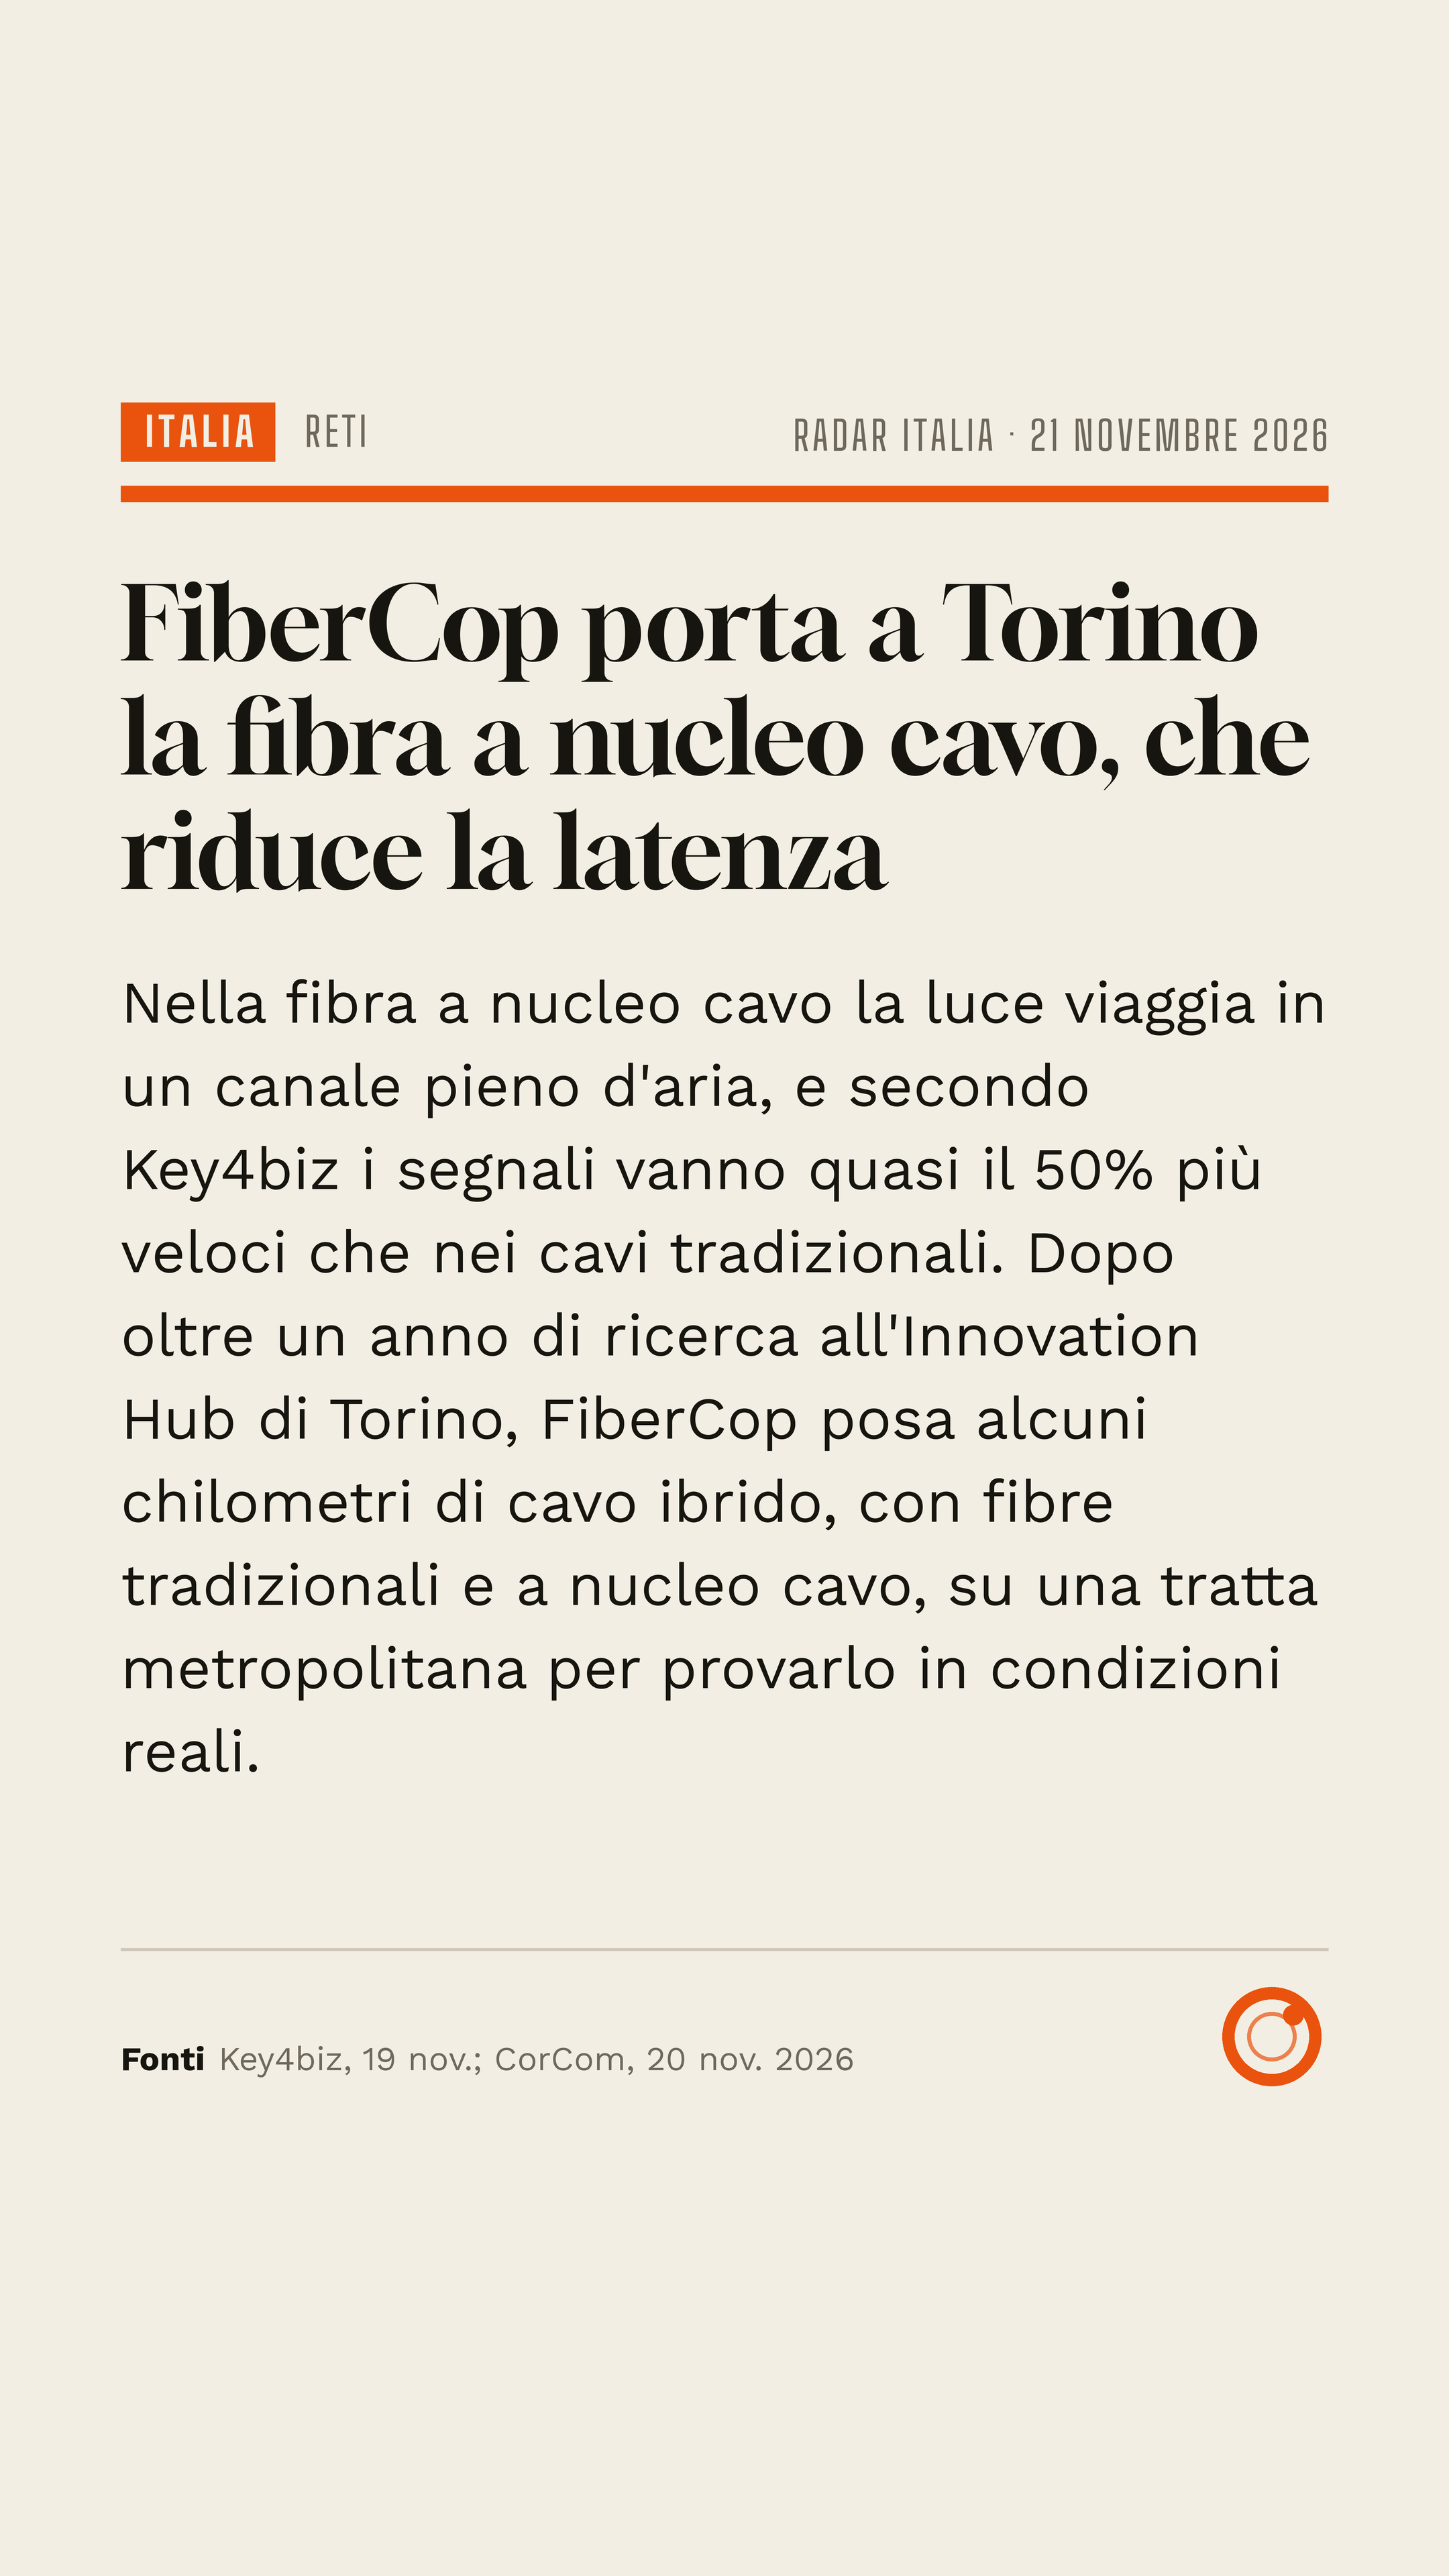 ITALIA RETI RADAR ITALIA · 21 NOVEMBRE 2026
FiberCop porta a Torino
la fibra a nucleo cavo, che
riduce la latenza
Nella fibra a nucleo cavo la luce viaggia in
un canale pieno d'aria, e secondo
Key4biz i segnali vanno quasi il 50% più
veloci che nei cavi tradizionali. Dopo
oltre un anno di ricerca all'Innovation
Hub di Torino, FiberCop posa alcuni
chilometri di cavo ibrido, con fibre
tradizionali e a nucleo cavo, su una tratta
metropolitana per provarlo in condizioni
reali.
Fonti Key4biz, 19 nov.; CorCom, 20 nov. 2026